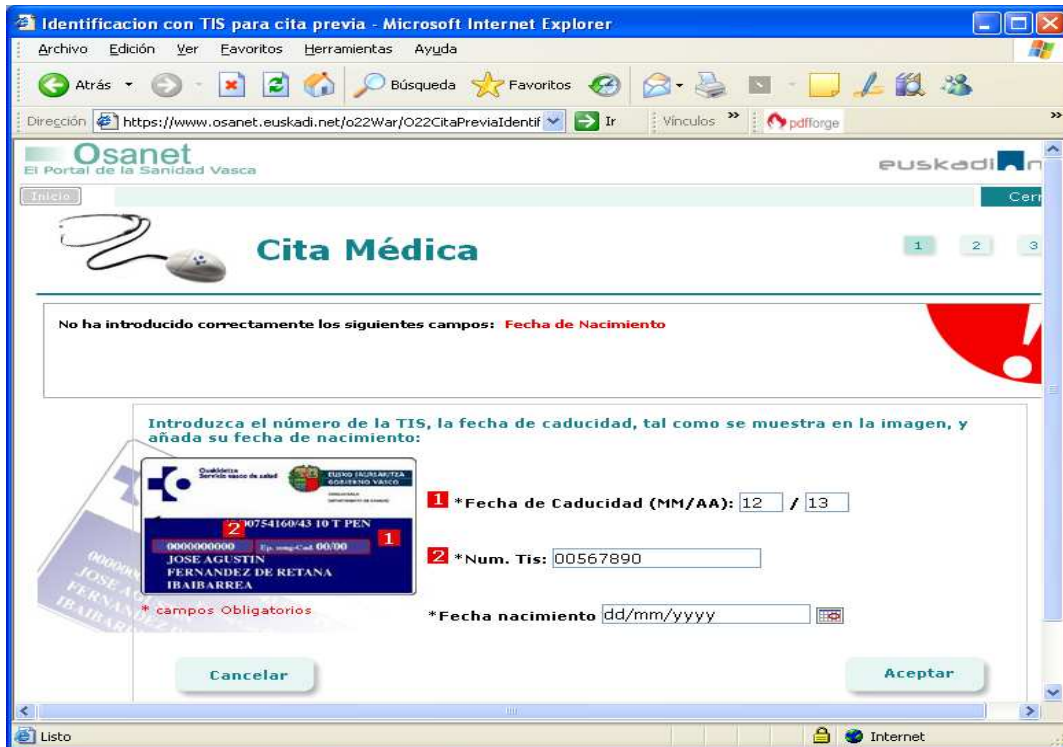 Identificacion con TIS para cita previa - Microsoft Internet Explorer
Archivo Edición Ver Favoritos Herramientas Ayuda
Atrás Búsqueda Favoritos
Dirección https://www.osanet.euskadi.net/o22War/O22CitaPreviaIdentif Ir Vínculos » pdfforge »
Osanet
El Portal de la Sanidad Vasca
euskadi n
Inicio Cerr
Cita Médica 1 2 3
No ha introducido correctamente los siguientes campos: Fecha de Nacimiento
Introduzca el número de la TIS, la fecha de caducidad, tal como se muestra en la imagen, y
añada su fecha de nacimiento:
Osakidetza
Servicio vasco de salud
EUSKO JAURLARITZA
GOBIERNO VASCO
2 00754160/43 10 T PEN
0000000000 00/00 1
JOSE AGUSTIN
FERNANDEZ DE RETANA
IBAIBARREA
0000000
JOSE A
FERNAN
IBAIBAR
1 *Fecha de Caducidad (MM/AA): 12 / 13
2 *Num. Tis: 00567890
* campos Obligatorios
*Fecha nacimiento dd/mm/yyyy
Cancelar Aceptar
Listo Internet